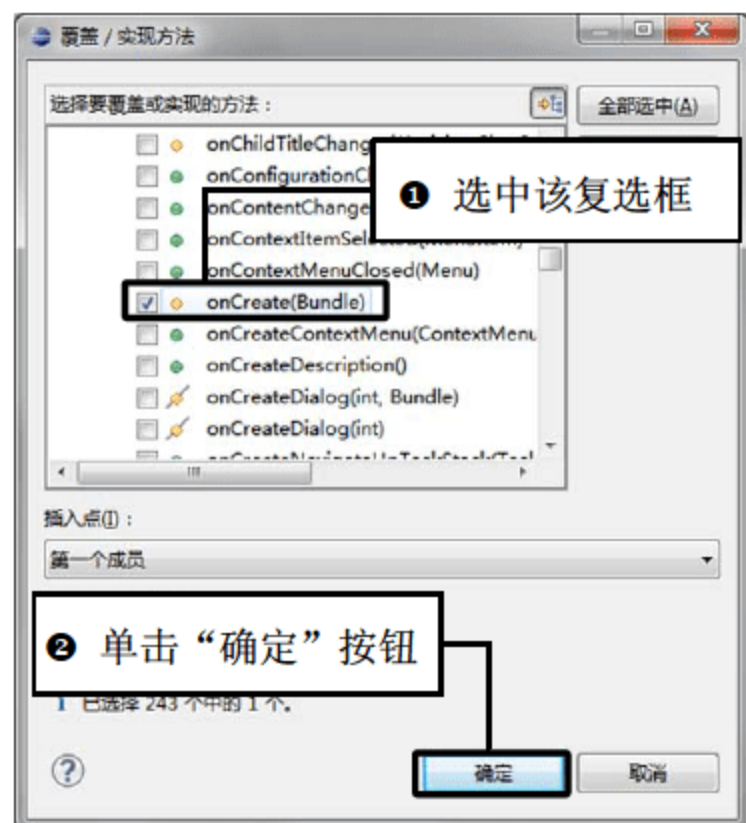 覆盖 / 实现方法
选择要覆盖或实现的方法：
全部选中(A)
onChildTitleChang
onConfigurationC
❶ 选中该复选框
onContentChange
onContextItemSelected(MenuItem)
onContextMenuClosed(Menu)
onCreate(Bundle)
onCreateContextMenu(ContextMenu
onCreateDescription()
onCreateDialog(int, Bundle)
onCreateDialog(int)
插入点(I)：
第一个成员
❷ 单击“确定”按钮
已选择 243 个中的 1 个。
确定
取消